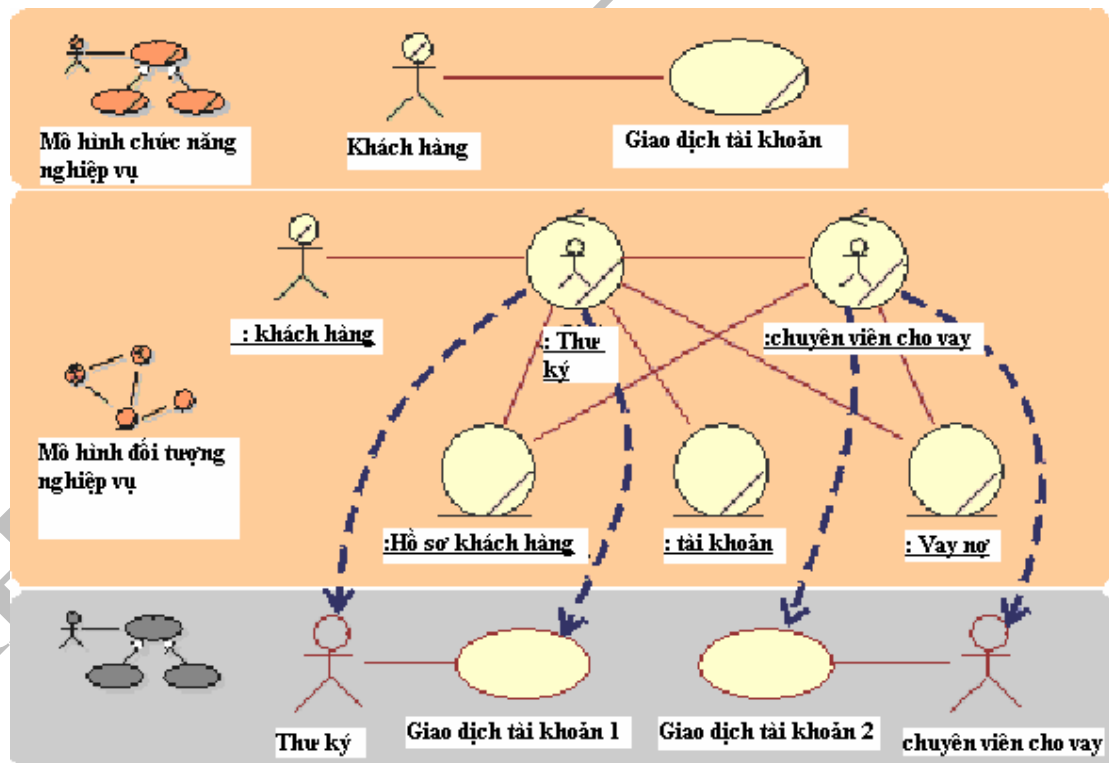 Mô hình chức năng
nghiệp vụ
Khách hàng
Giao dịch tài khoản
: khách hàng
: Thư
ký
:chuyên viên cho vay
Mô hình đối tượng
nghiệp vụ
:Hồ sơ khách hàng
: tài khoản
: Vay nợ
Thư ký
Giao dịch tài khoản 1
Giao dịch tài khoản 2
chuyên viên cho vay